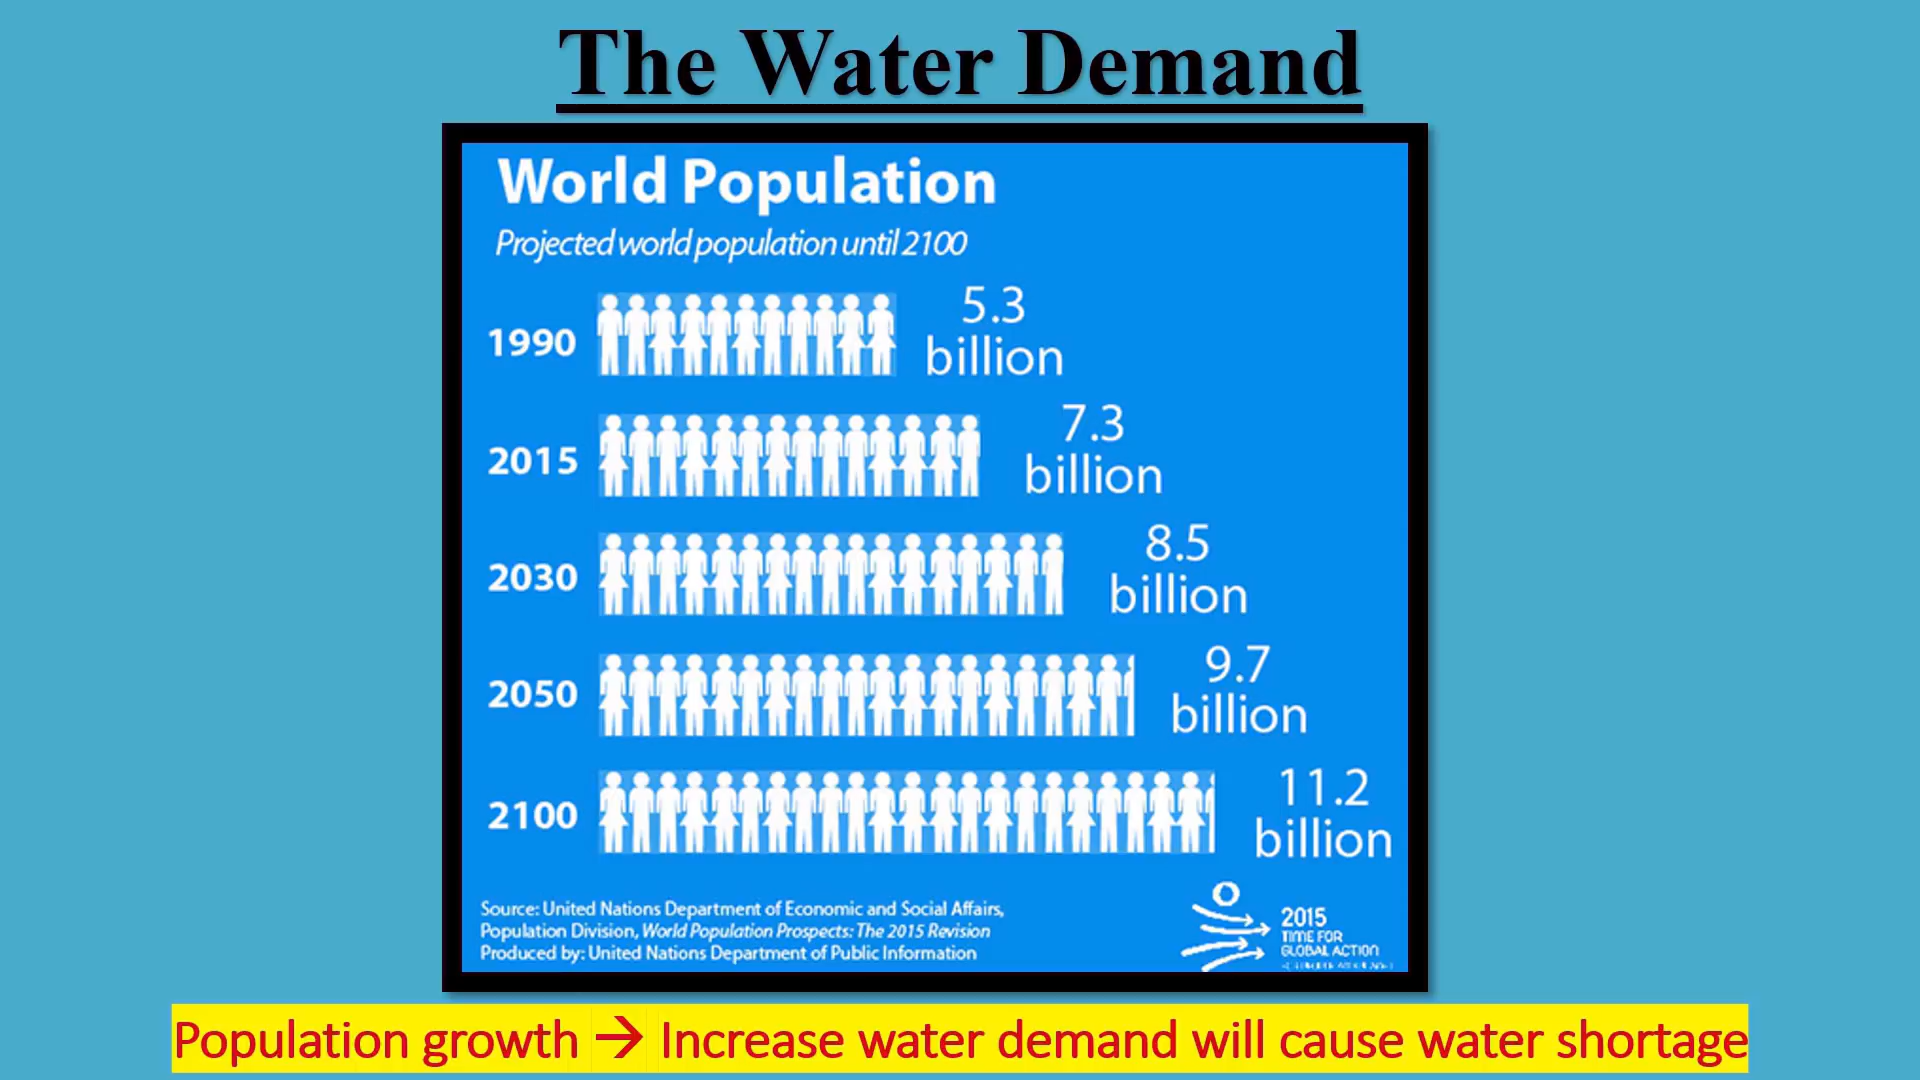 The Water Demand
World Population
Projected world population until 2100
1990
5.3
billion
2015
7.3
billion
2030
8.5
billion
2050
9.7
billion
2100
11.2
billion
Source: United Nations Department of Economic and Social Affairs,
Population Division, World Population Prospects: The 2015 Revision
Produced by: United Nations Department of Public Information
2015
TIME FOR
GLOBAL ACTION
Population growth → Increase water demand will cause water shortage